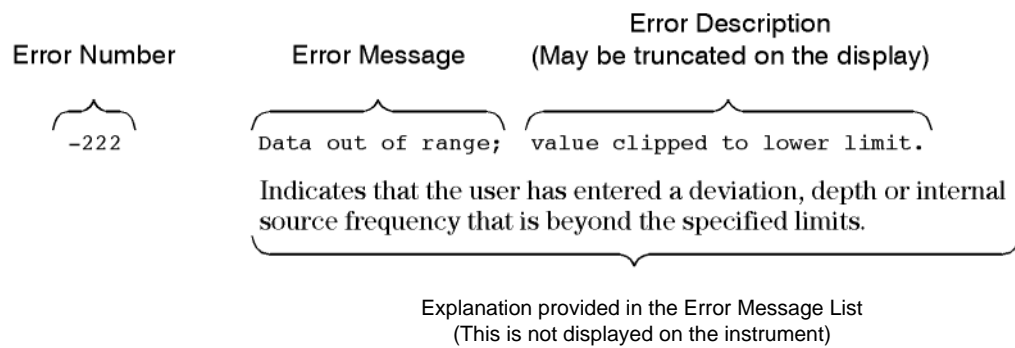 Error Description
Error Number Error Message (May be truncated on the display)
-222 Data out of range; value clipped to lower limit.
Indicates that the user has entered a deviation, depth or internal
source frequency that is beyond the specified limits.
Explanation provided in the Error Message List
(This is not displayed on the instrument)